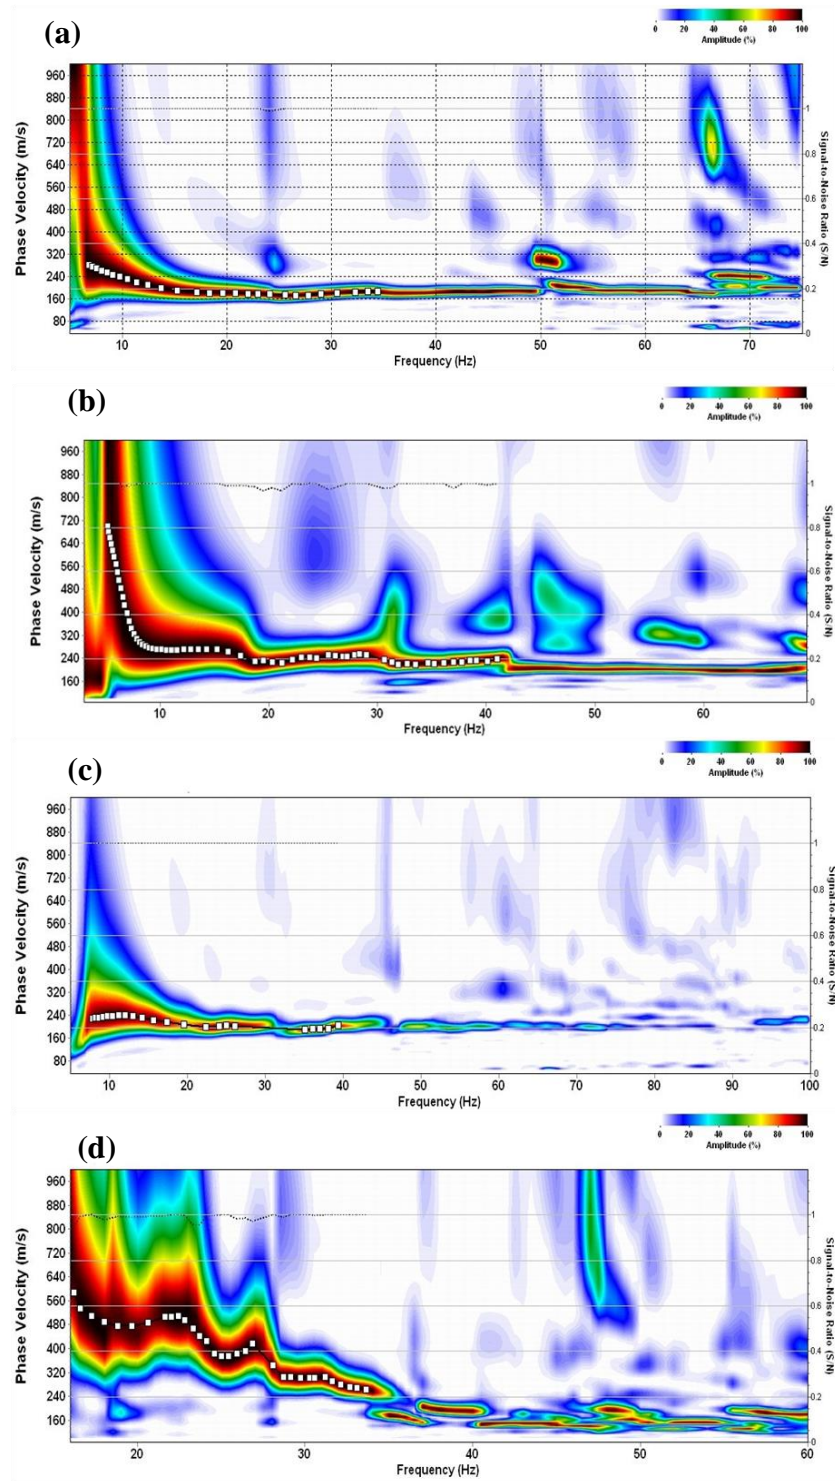 (a)
0 20 40 60 80 100
Amplitude (%)
Phase Velocity (m/s)
960
880
800
720
640
560
480
400
320
240
160
80
1
0.8
0.6
0.4
0.2
0
Signal-to-Noise Ratio (S/N)
10 20 30 40 50 60 70
Frequency (Hz)
(b)
0 20 40 60 80 100
Amplitude (%)
Phase Velocity (m/s)
960
880
800
720
640
560
480
400
320
240
160
1
0.8
0.6
0.4
0.2
0
Signal-to-Noise Ratio (S/N)
10 20 30 40 50 60
Frequency (Hz)
(c)
0 20 40 60 80 100
Amplitude (%)
Phase Velocity (m/s)
960
880
800
720
640
560
480
400
320
240
160
80
1
0.8
0.6
0.4
0.2
0
Signal-to-Noise Ratio (S/N)
10 20 30 40 50 60 70 80 90 100
Frequency (Hz)
(d)
0 20 40 60 80 100
Amplitude (%)
Phase Velocity (m/s)
960
880
800
720
640
560
480
400
320
240
160
1
0.8
0.6
0.4
0.2
0
Signal-to-Noise Ratio (S/N)
20 30 40 50 60
Frequency (Hz)